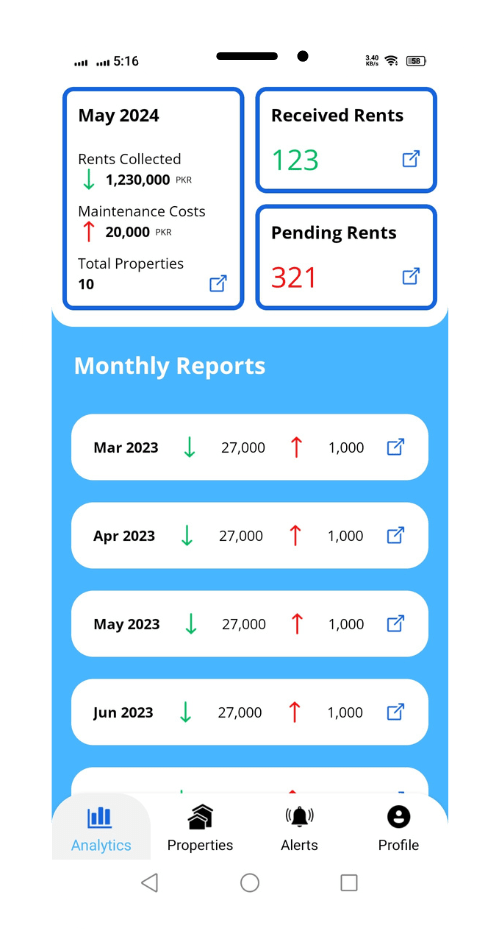 5:16
3.40
KB/s
58
May 2024
Rents Collected
1,230,000 PKR
Maintenance Costs
20,000 PKR
Total Properties
10
Received Rents
123
Pending Rents
321
Monthly Reports
Mar 2023 27,000 1,000
Apr 2023 27,000 1,000
May 2023 27,000 1,000
Jun 2023 27,000 1,000
Analytics Properties Alerts Profile